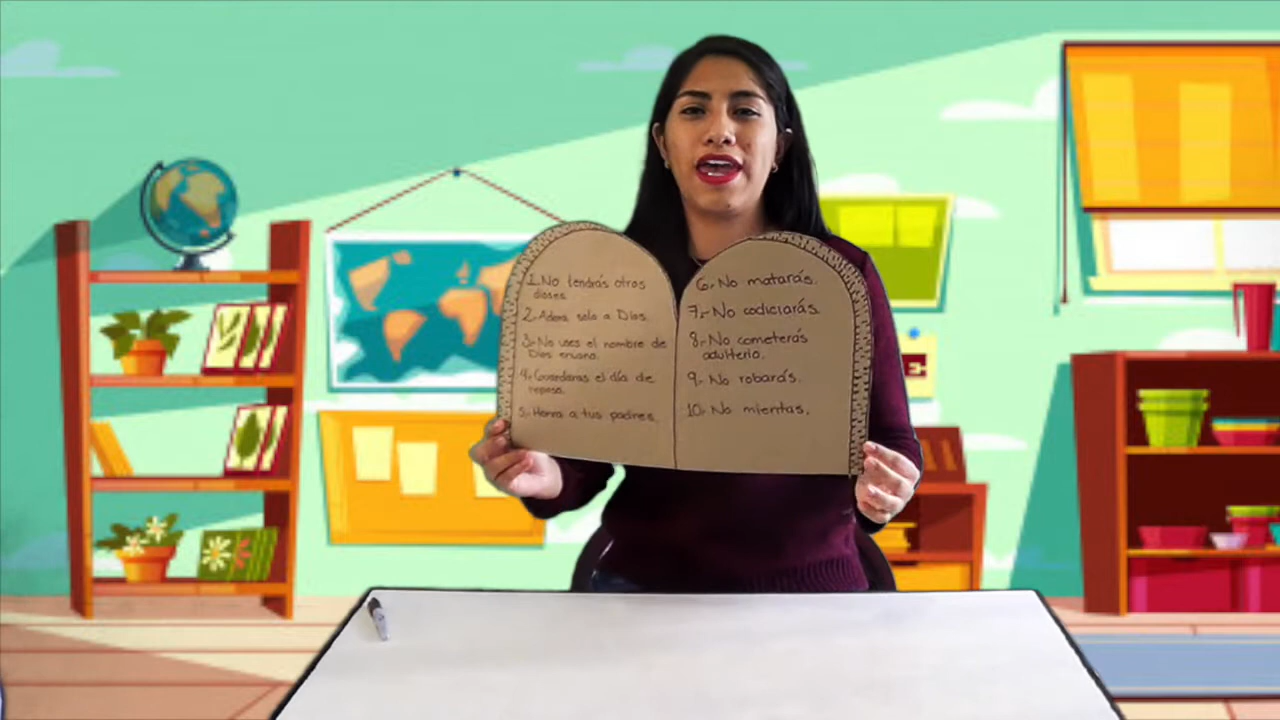 1.No tendrás otros
dioses.
2.-Adora solo a Dios.
3.-No uses el nombre de
Dios en vano.
4.-Guardaras el día de
reposo.
5.-Honra a tus padres.
6.-No matarás.
7.-No codiciarás.
8.-No cometerás
adulterio.
9.-No robarás.
10.-No mientas.
E